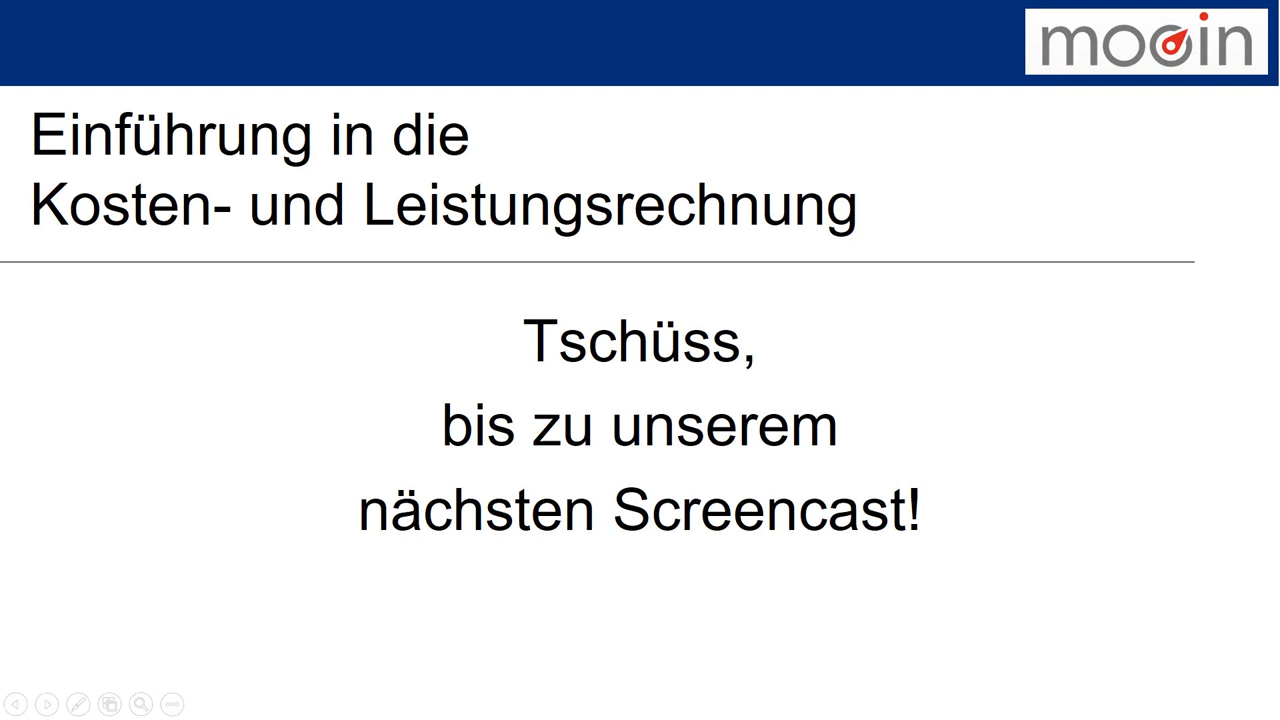 mooin
Einführung in die
Kosten- und Leistungsrechnung
Tschüss,
bis zu unserem
nächsten Screencast!